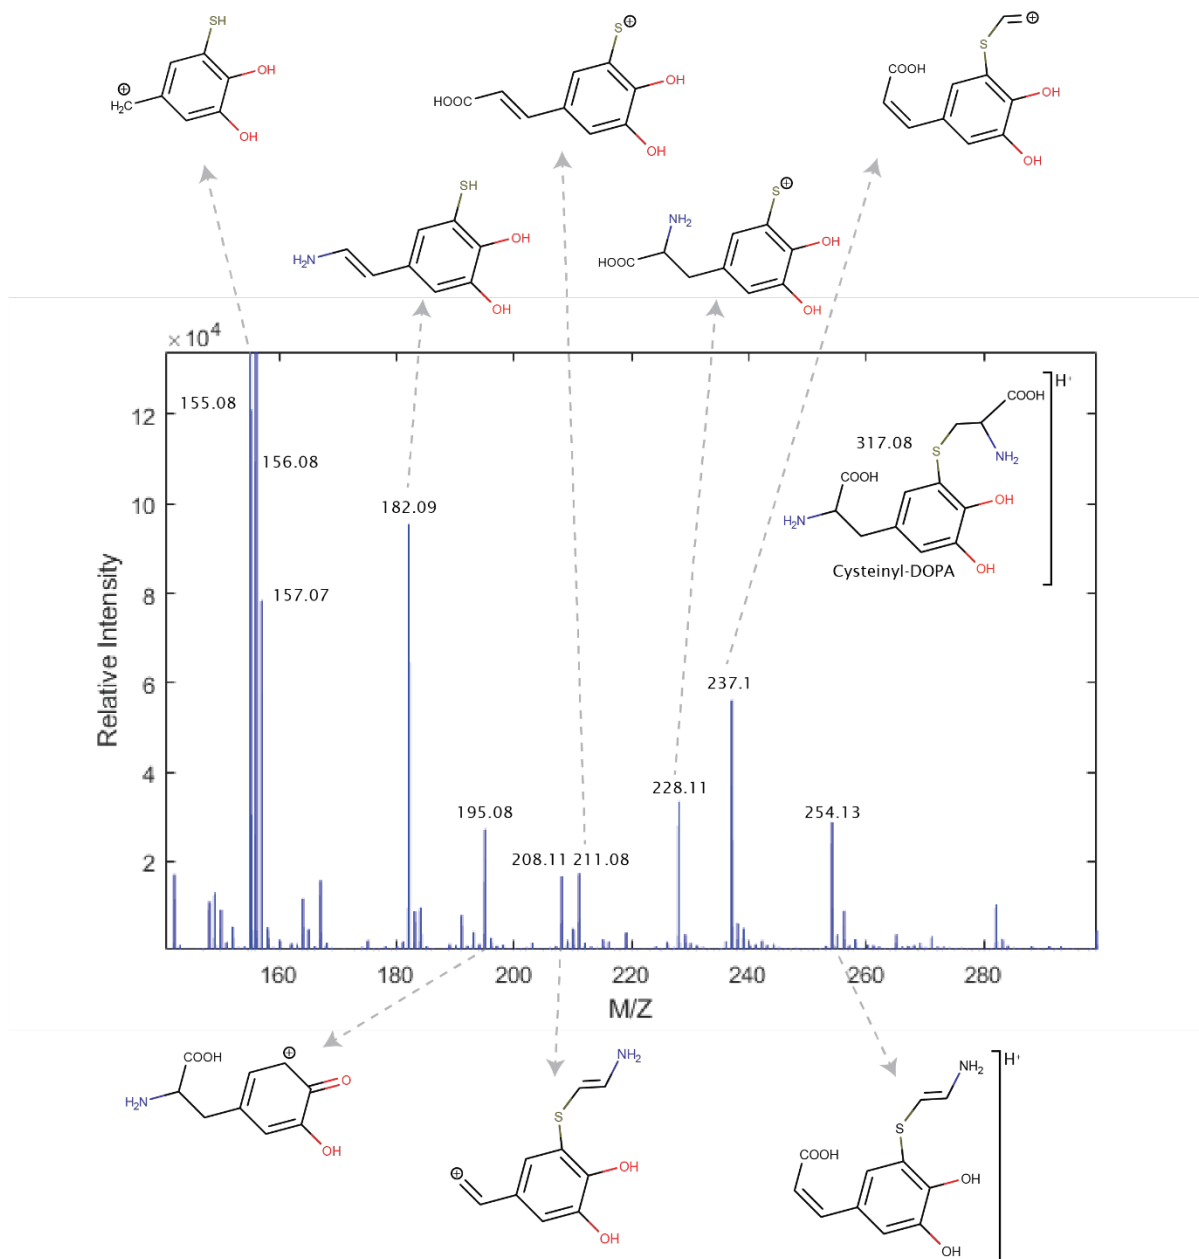 SH
OH
OH
⊕
H₂C
S⊕
HOOC
OH
OH
⊕
S
COOH
OH
OH
SH
H₂N
OH
OH
S⊕
NH₂
HOOC
OH
OH
×10⁴
12
10
8
6
4
2
Relative Intensity
155.08
156.08
157.07
182.09
195.08
208.11 211.08
228.11
237.1
254.13
317.08
H⁺
COOH
S
NH₂
COOH
H₂N
OH
OH
Cysteinyl-DOPA
160
200
220
240
260
280
180
M/Z
COOH
H₂N
⊕
O
OH
NH₂
S
⊕
OH
OH
H⁺
NH₂
S
COOH
OH
OH